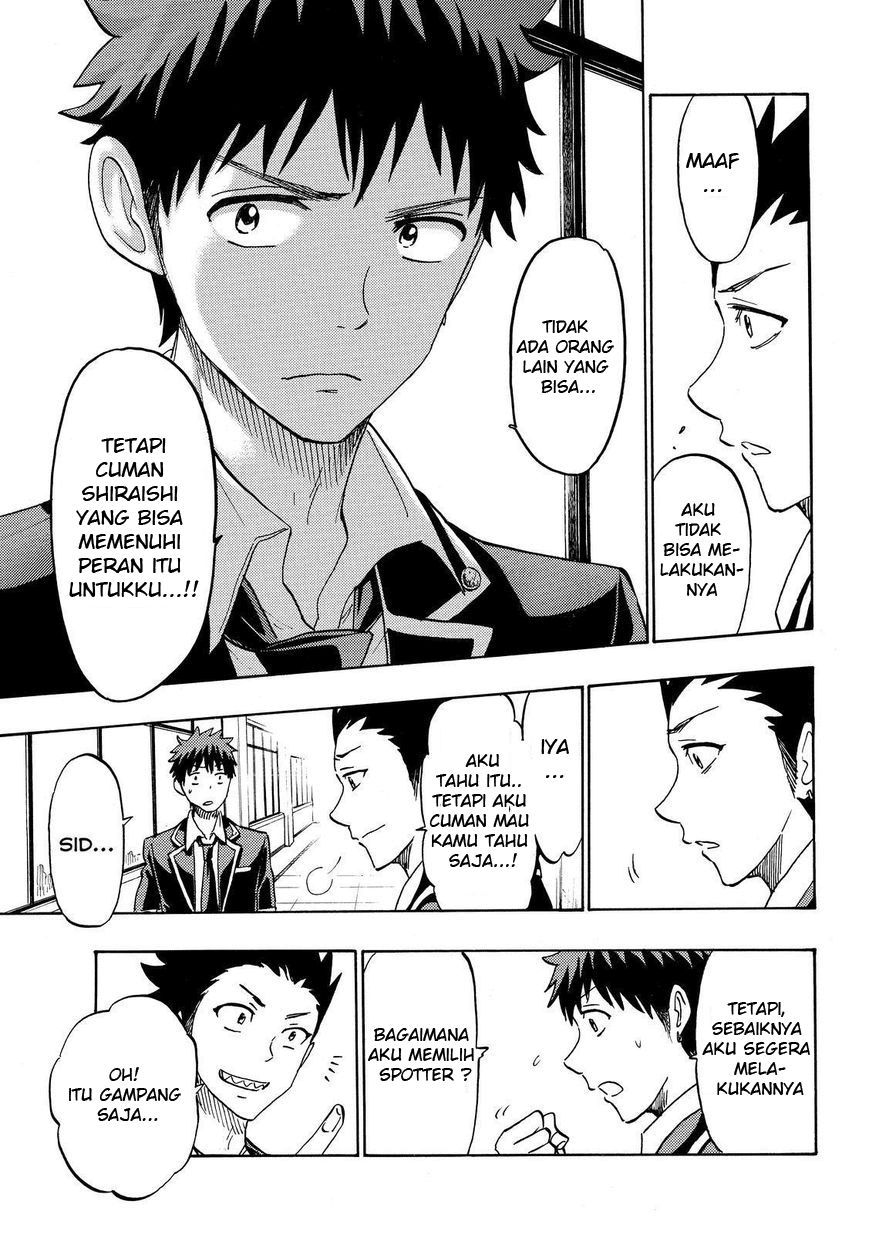 MAAF
...
AKU
TIDAK
BISA ME-
LAKUKAN-
NYA
TIDAK
ADA ORANG
LAIN YANG
BISA...
TETAPI
CUMAN
SHIRAISHI
YANG BISA
MEMENUHI
PERAN ITU
UNTUKKU...!!
IYA
...
AKU
TAHU ITU..
TETAPI AKU
CUMAN MAU
KAMU TAHU
SAJA...!
SID...
TETAPI,
SEBAIKNYA
AKU SEGERA
MELA-
KUKANNYA
BAGAIMANA
AKU MEMILIH
SPOTTER ?
OH!
ITU GAMPANG
SAJA...